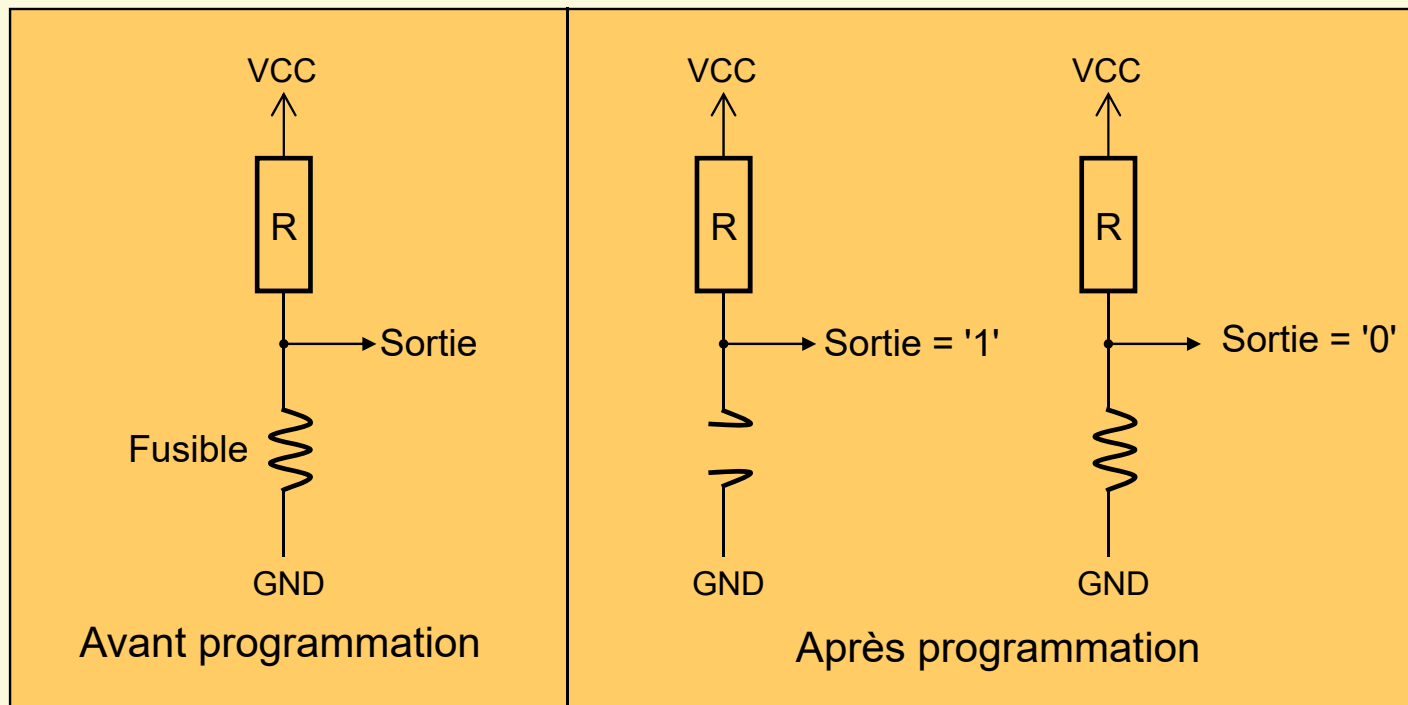 VCC
R
Sortie
Fusible
GND
Avant programmation
VCC
R
Sortie = '1'
GND
VCC
R
Sortie = '0'
GND
Après programmation